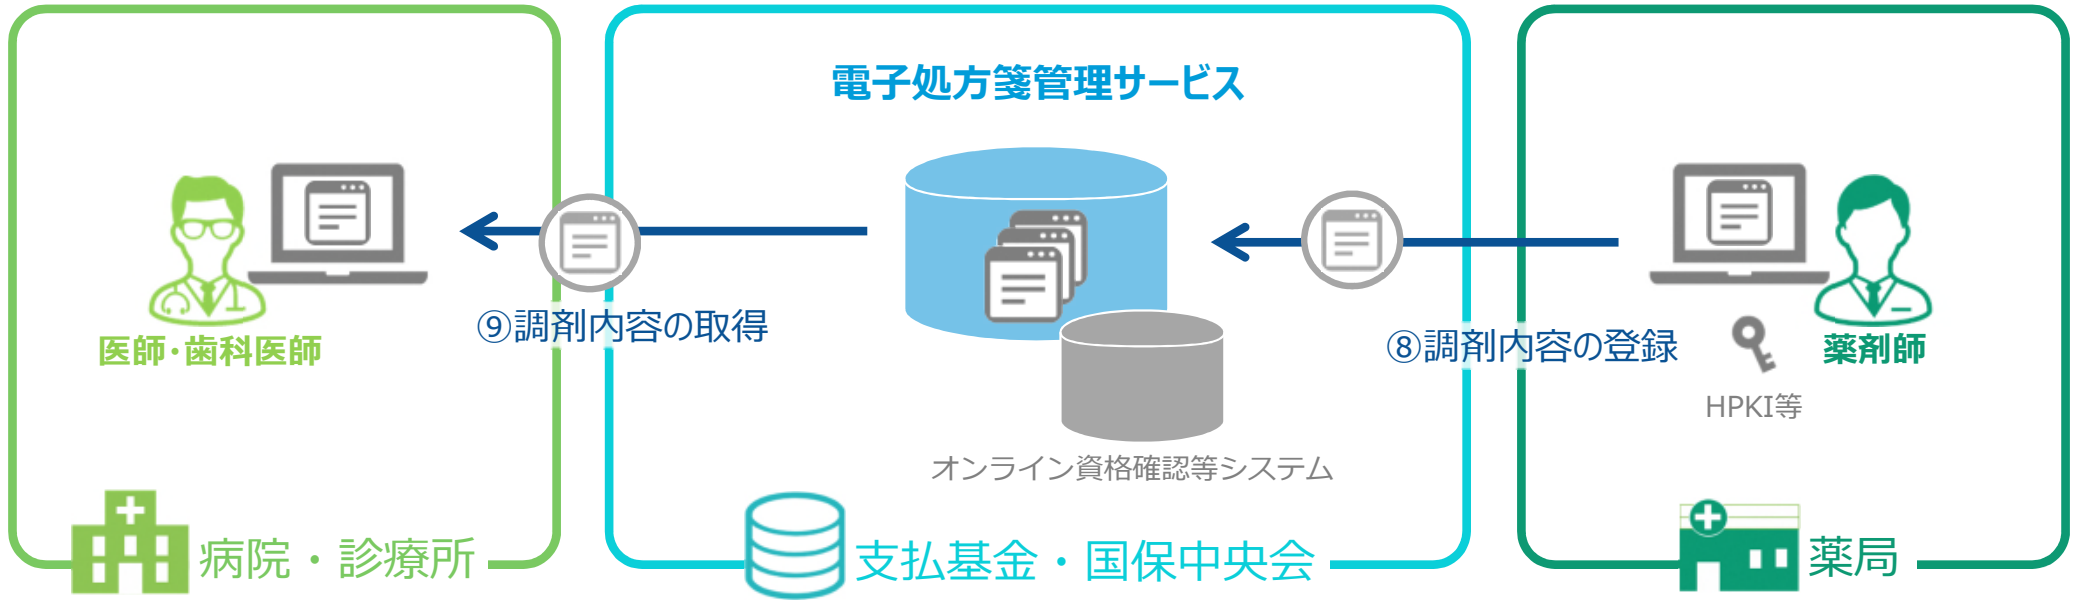 電子処方箋管理サービス
⑨調剤内容の取得
⑧調剤内容の登録
医師・歯科医師
薬剤師
HPKI等
オンライン資格確認等システム
病院・診療所
支払基金・国保中央会
薬局